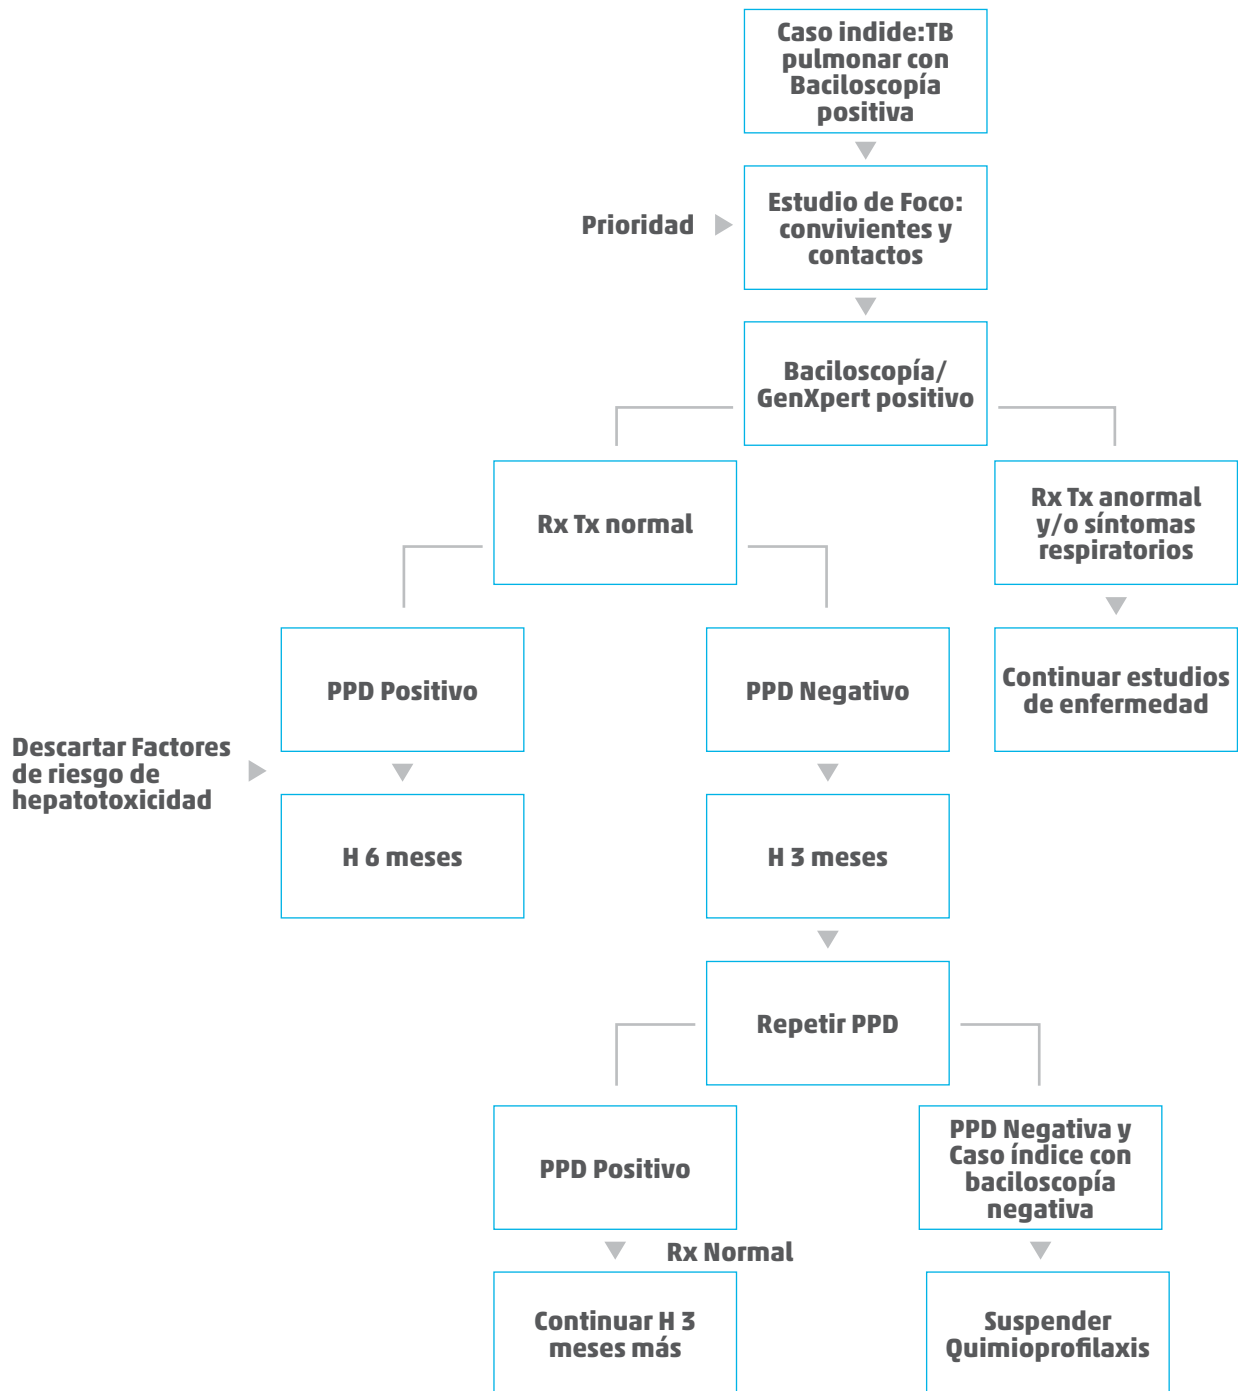 Caso indide:TB
pulmonar con
Baciloscopía
positiva
Prioridad
Estudio de Foco:
convivientes y
contactos
Baciloscopía/
GenXpert positivo
Rx Tx normal
Rx Tx anormal
y/o síntomas
respiratorios
PPD Positivo
PPD Negativo
Continuar estudios
de enfermedad
Descartar Factores
de riesgo de
hepatotoxicidad
H 6 meses
H 3 meses
Repetir PPD
PPD Positivo
PPD Negativa y
Caso índice con
baciloscopía
negativa
Rx Normal
Continuar H 3
meses más
Suspender
Quimioprofilaxis